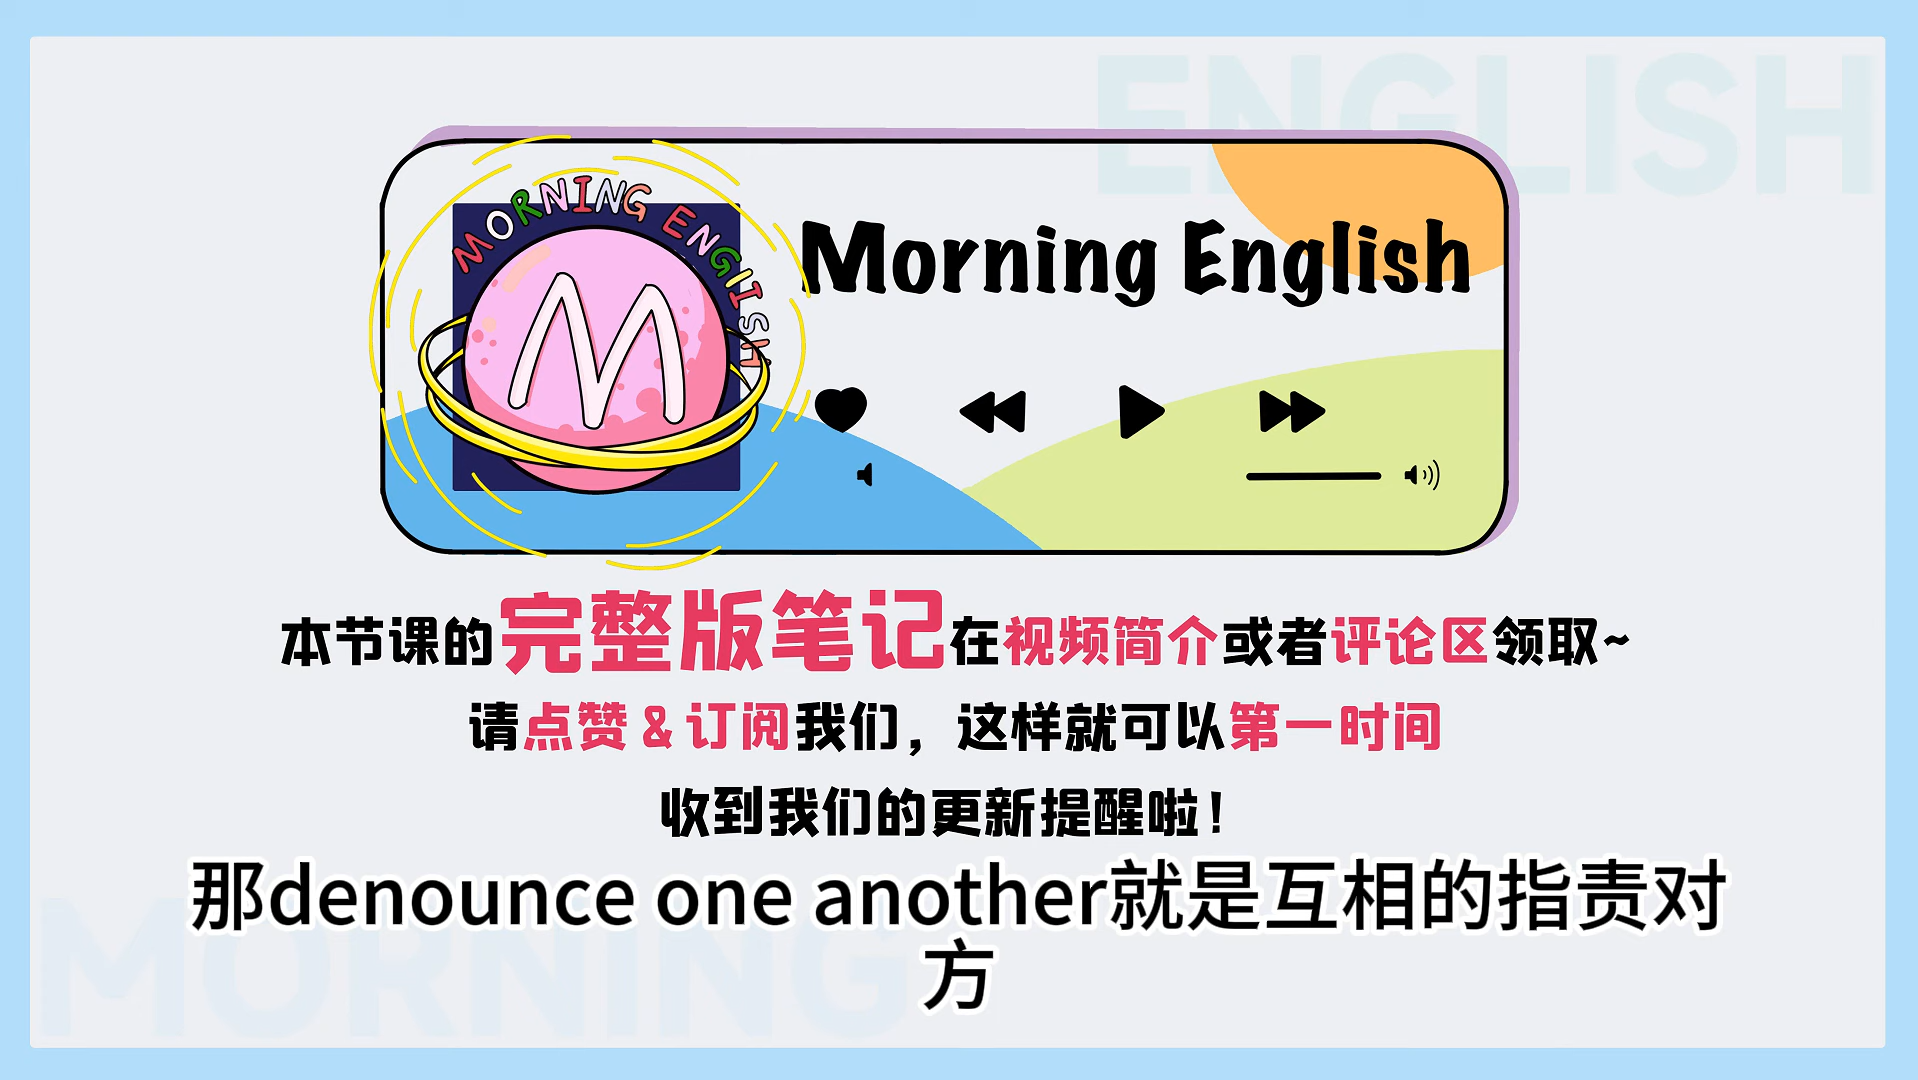 ENGLISH
MORNING ENGLISH
M
Morning English
本节课的完整版笔记在视频简介或者评论区领取~
请点赞&订阅我们，这样就可以第一时间
收到我们的更新提醒啦！
那denounce one another就是互相的指责对
方
MORNING